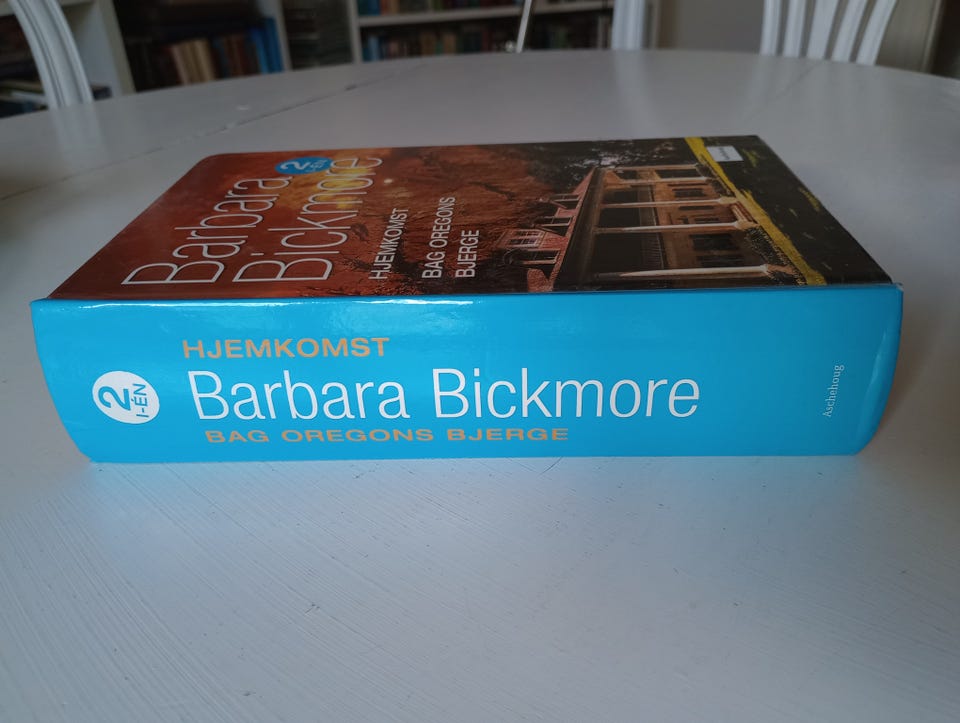 Barbara
Bickmore
2
I-ÉN
HJEMKOMST
BAG OREGONS
BJERGE
2
I-ÉN
HJEMKOMST
Barbara Bickmore
BAG OREGONS BJERGE
Aschehoug